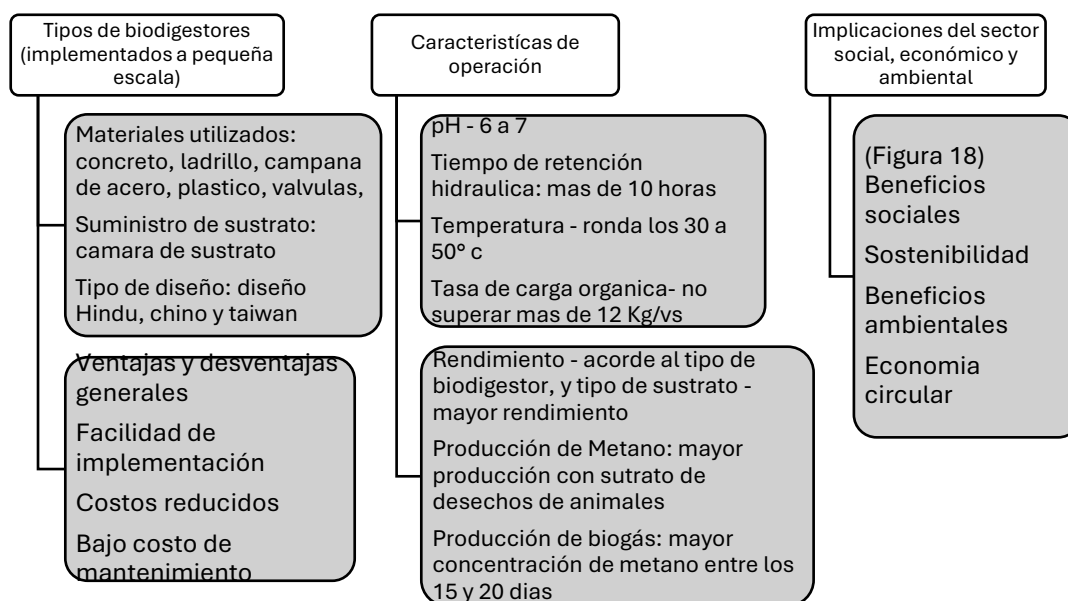 Tipos de biodigestores
(implementados a pequeña
escala)
Materiales utilizados:
concreto, ladrillo, campana
de acero, plastico, valvulas,
Suministro de sustrato:
camara de sustrato
Tipo de diseño: diseño
Hindu, chino y taiwan
Ventajas y desventajas
generales
Facilidad de
implementación
Costos reducidos
Bajo costo de
mantenimiento
Caracteristícas de
operación
pH - 6 a 7
Tiempo de retención
hidraulica: mas de 10 horas
Temperatura - ronda los 30 a
50° c
Tasa de carga organica- no
superar mas de 12 Kg/vs
Rendimiento - acorde al tipo de
biodigestor, y tipo de sustrato -
mayor rendimiento
Producción de Metano: mayor
producción con sutrato de
desechos de animales
Producción de biogás: mayor
concentración de metano entre los
15 y 20 dias
Implicaciones del sector
social, económico y
ambiental
(Figura 18)
Beneficios
sociales
Sostenibilidad
Beneficios
ambientales
Economia
circular